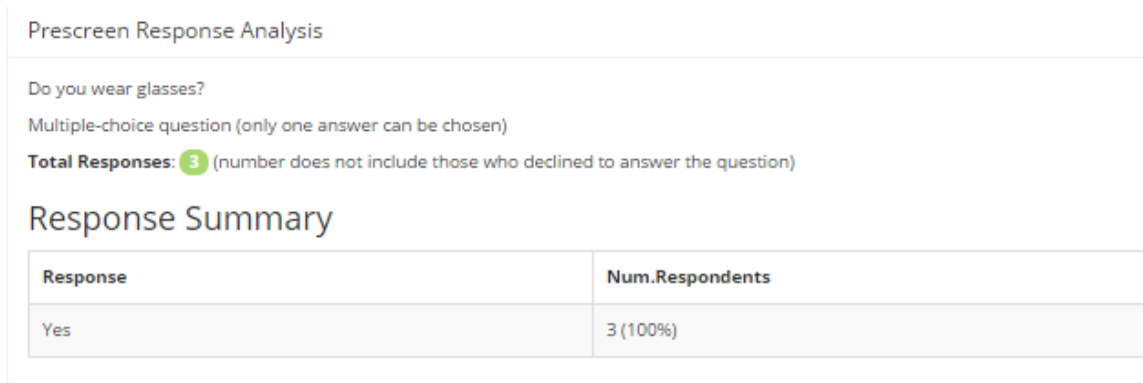 Prescreen Response Analysis
Do you wear glasses?
Multiple-choice question (only one answer can be chosen)
Total Responses: 3 (number does not include those who declined to answer the question)
Response Summary
Response Num.Respondents
Yes 3 (100%)